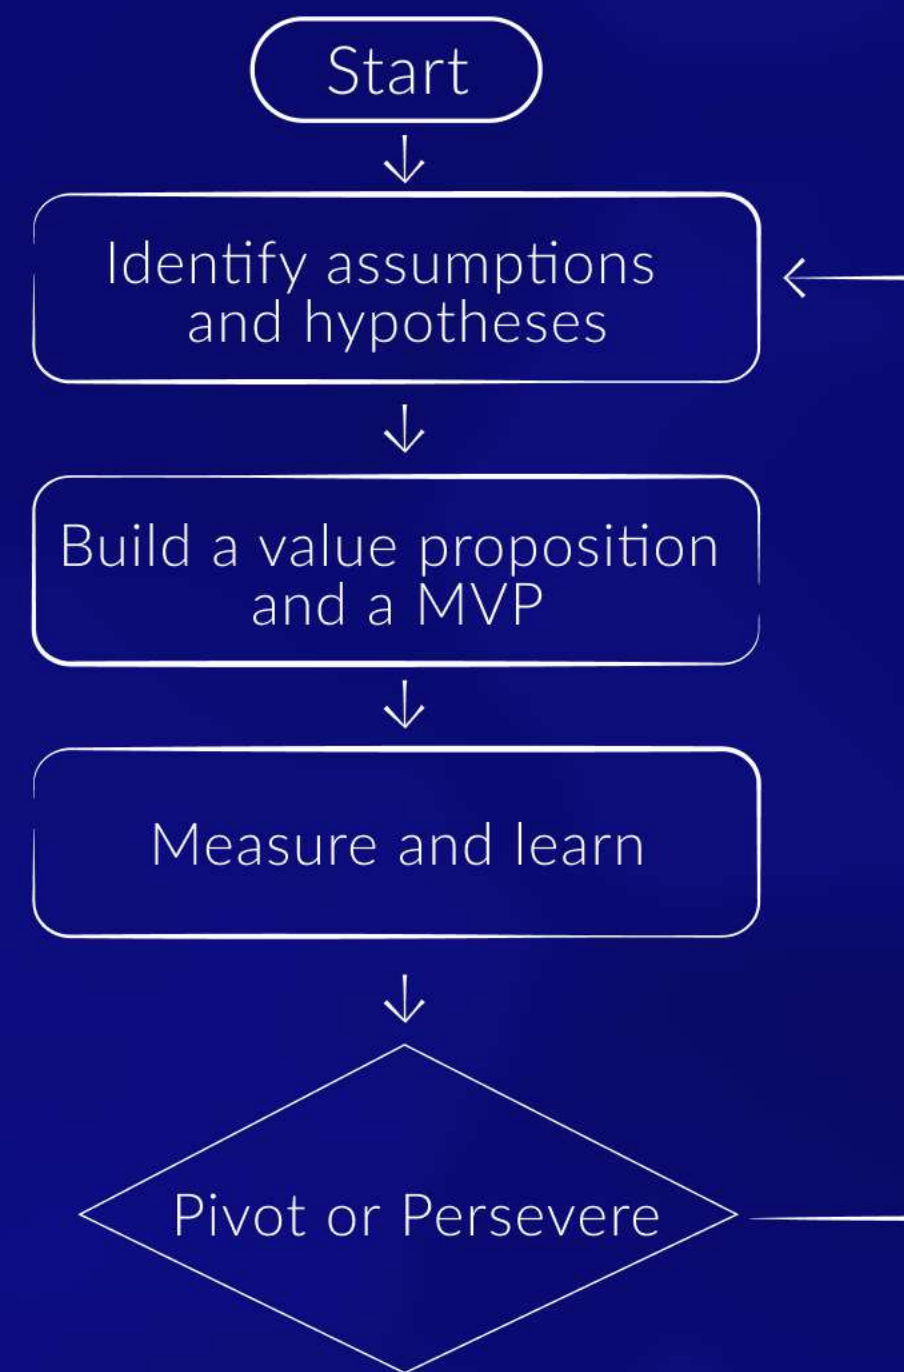 Start
Identify assumptions
and hypotheses
Build a value proposition
and a MVP
Measure and learn
Pivot or Persevere